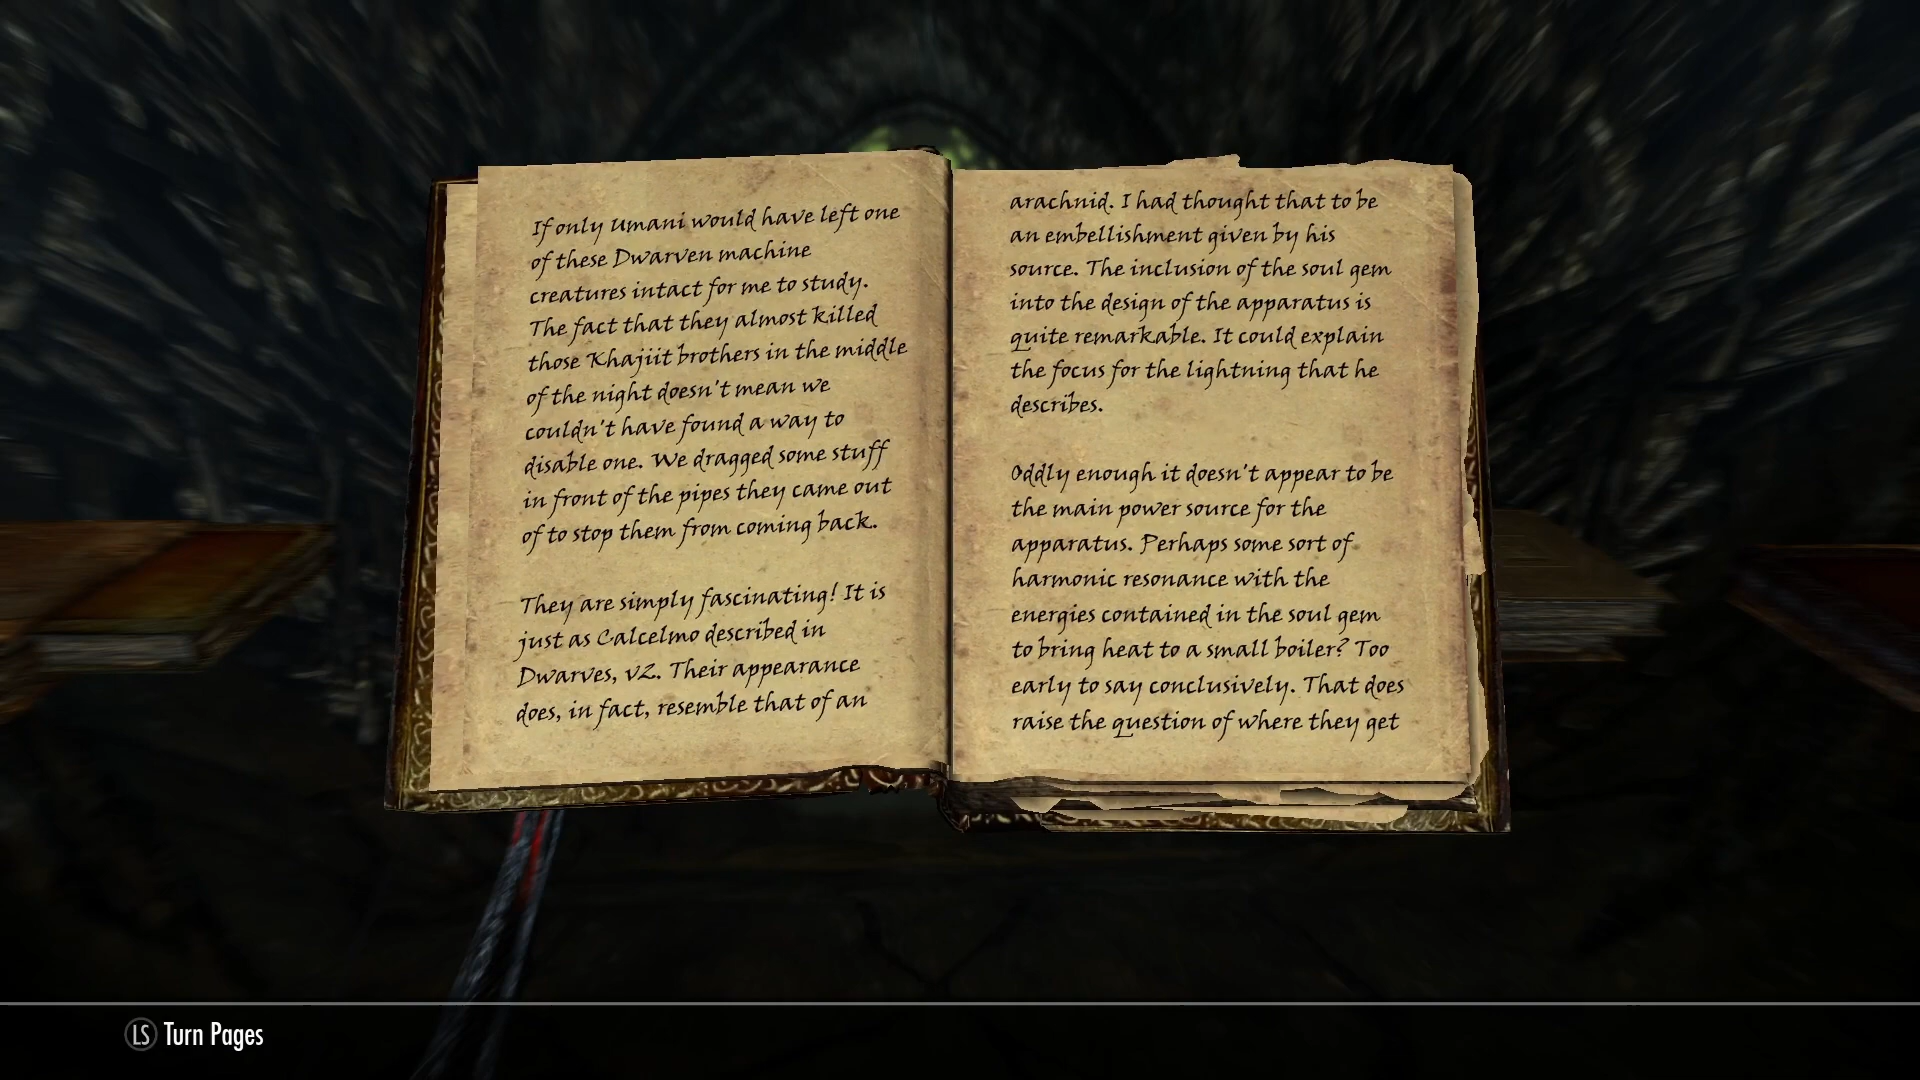 If only Umani would have left one
of these Dwarven machine
creatures intact for me to study.
The fact that they almost killed
those Khajiit brothers in the middle
of the night doesn't mean we
couldn't have found a way to
disable one. We dragged some stuff
in front of the pipes they came out
of to stop them from coming back.
They are simply fascinating! It is
just as Calcelmo described in
Dwarves, v2. Their appearance
does, in fact, resemble that of an
arachnid. I had thought that to be
an embellishment given by his
source. The inclusion of the soul gem
into the design of the apparatus is
quite remarkable. It could explain
the focus for the lightning that he
describes.
Oddly enough it doesn't appear to be
the main power source for the
apparatus. Perhaps some sort of
harmonic resonance with the
energies contained in the soul gem
to bring heat to a small boiler? Too
early to say conclusively. That does
raise the question of where they get
LS Turn Pages